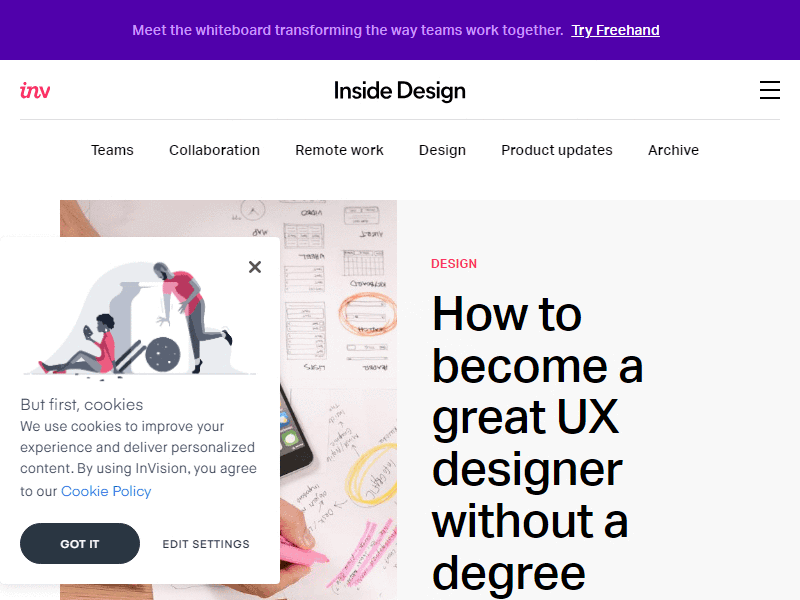 Meet the whiteboard transforming the way teams work together. Try Freehand
inv
Inside Design
Teams Collaboration Remote work Design Product updates Archive
DESIGN
How to
become a
great UX
designer
without a
degree
But first, cookies
We use cookies to improve your
experience and deliver personalized
content. By using InVision, you agree
to our Cookie Policy
GOT IT EDIT SETTINGS